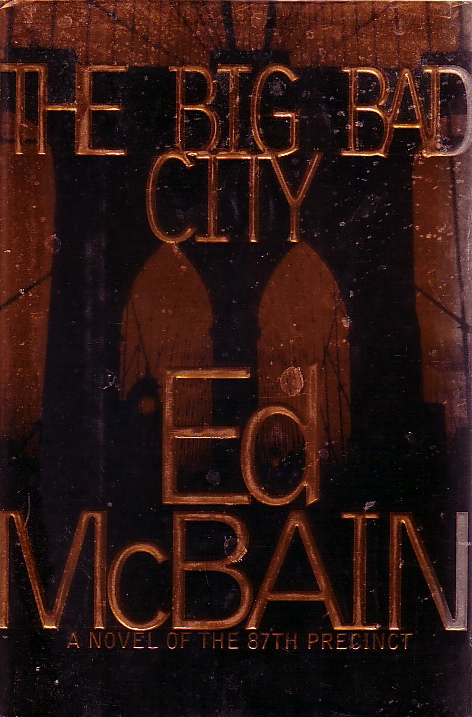 THE BIG BAD
CITY
Ed
McBAIN
A NOVEL OF THE 87TH PRECINCT